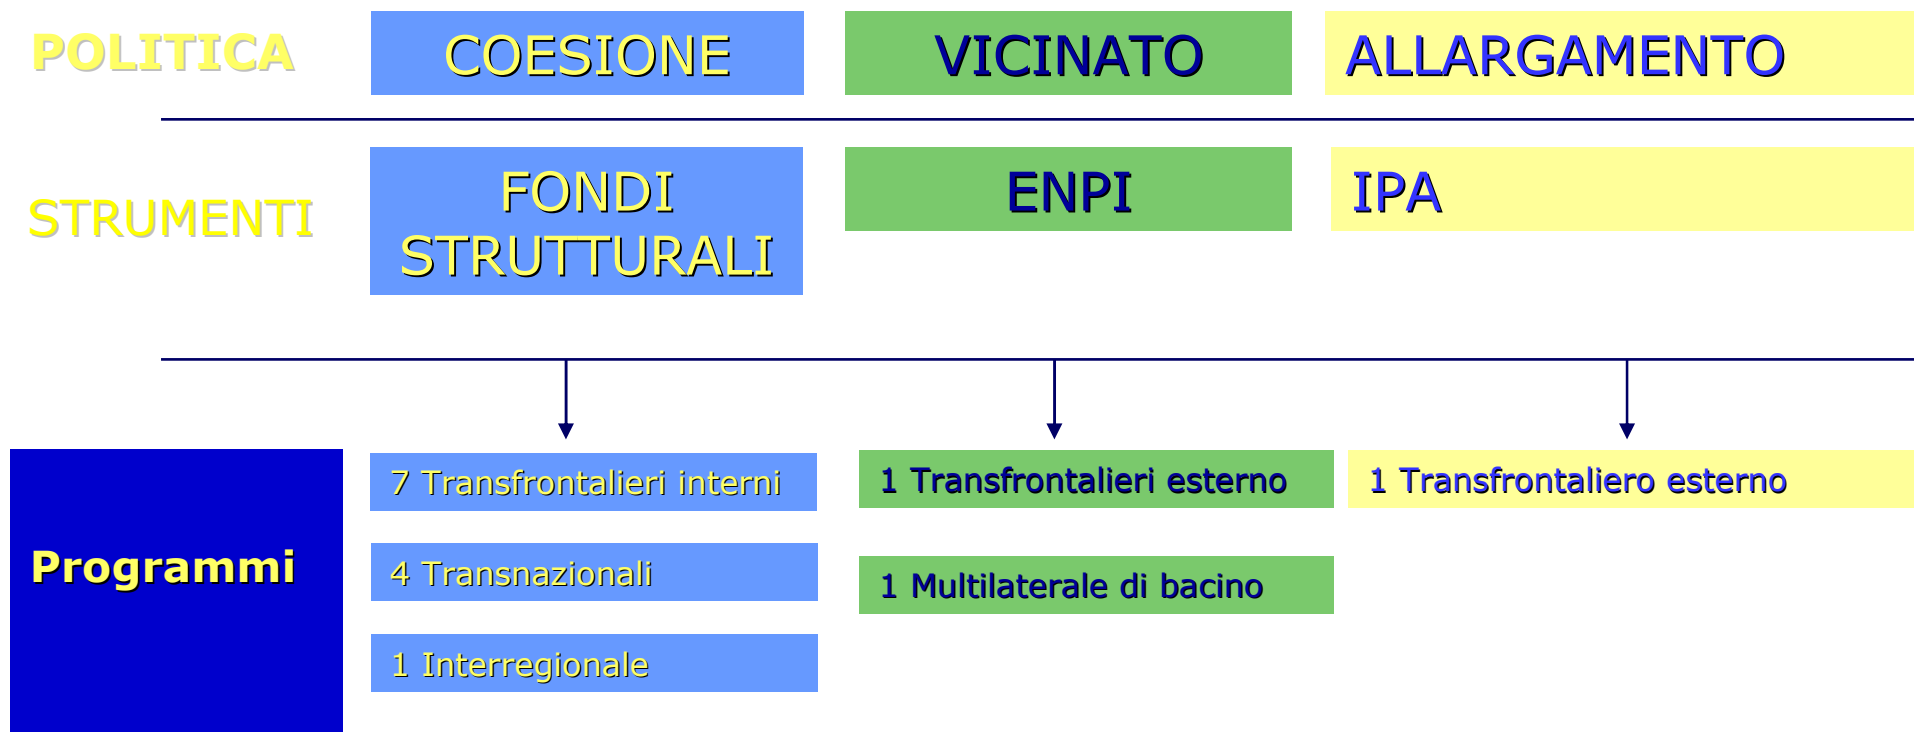 POLITICA
COESIONE
VICINATO
ALLARGAMENTO
STRUMENTI
FONDI
STRUTTURALI
ENPI
IPA
Programmi
7 Transfrontalieri interni
4 Transnazionali
1 Interregionale
1 Transfrontalieri esterno
1 Multilaterale di bacino
1 Transfrontaliero esterno